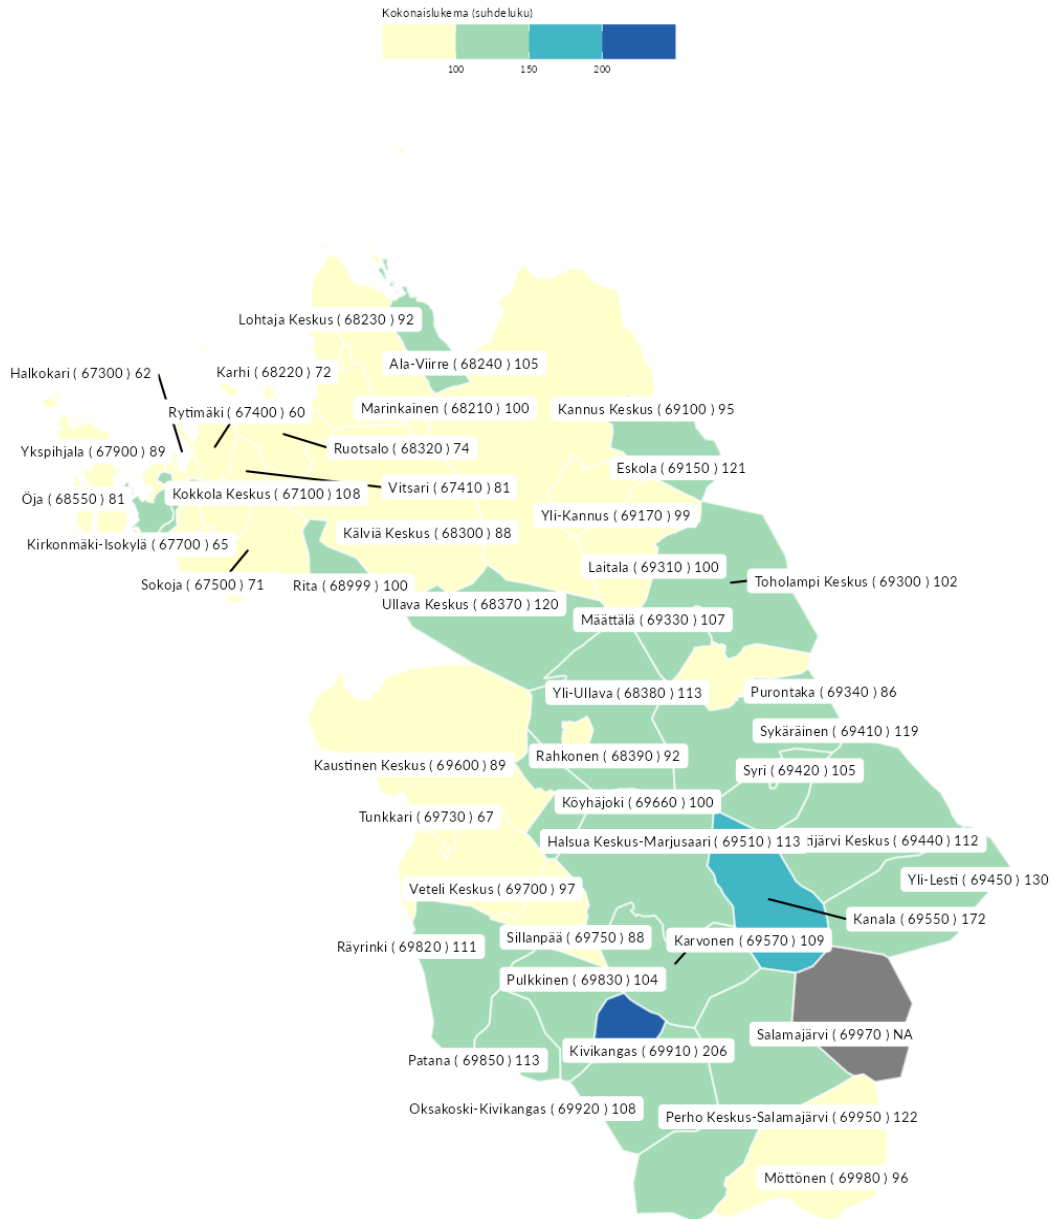 Kokonaislukema (suhdeluku)
100 150 200
Lohtaja Keskus ( 68230 ) 92
Ala-Viirre ( 68240 ) 105
Halkokari ( 67300 ) 62
Karhi ( 68220 ) 72
Rytimäki ( 67400 ) 60
Marinkainen ( 68210 ) 100
Kannus Keskus ( 69100 ) 95
Ykspihjala ( 67900 ) 89
Ruotsalo ( 68320 ) 74
Eskola ( 69150 ) 121
Öja ( 68550 ) 81
Kokkola Keskus ( 67100 ) 108
Vitsari ( 67410 ) 81
Yli-Kannus ( 69170 ) 99
Kirkonmäki-Isokylä ( 67700 ) 65
Kälviä Keskus ( 68300 ) 88
Laitala ( 69310 ) 100
Sokoja ( 67500 ) 71
Rita ( 68999 ) 100
Toholampi Keskus ( 69300 ) 102
Ullava Keskus ( 68370 ) 120
Määttälä ( 69330 ) 107
Yli-Ullava ( 68380 ) 113
Purontaka ( 69340 ) 86
Sykäräinen ( 69410 ) 119
Rahkonen ( 68390 ) 92
Kaustinen Keskus ( 69600 ) 89
Syri ( 69420 ) 105
Köyhäjoki ( 69660 ) 100
Tunkkari ( 69730 ) 67
Halsua Keskus-Marjusaari ( 69510 ) 113
tijärvi Keskus ( 69440 ) 112
Yli-Lesti ( 69450 ) 130
Veteli Keskus ( 69700 ) 97
Kanala ( 69550 ) 172
Sillanpää ( 69750 ) 88
Karvonen ( 69570 ) 109
Räyrinki ( 69820 ) 111
Pulkkinen ( 69830 ) 104
Salamajärvi ( 69970 ) NA
Kivikangas ( 69910 ) 206
Patana ( 69850 ) 113
Oksakoski-Kivikangas ( 69920 ) 108
Perho Keskus-Salamajärvi ( 69950 ) 122
Möttönen ( 69980 ) 96